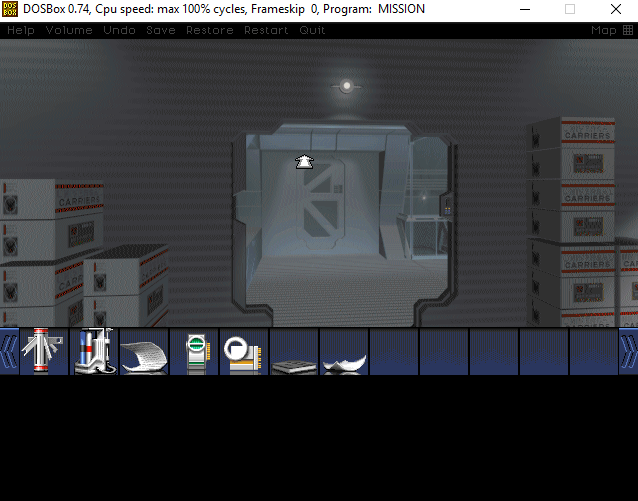 DOSBox 0.74, Cpu speed: max 100% cycles, Frameskip 0, Program: MISSION
Help Volume Undo Save Restore Restart Quit Map
CARRIERS
CARRIERS
CARRIERS
CARRIERS
CARRIERS